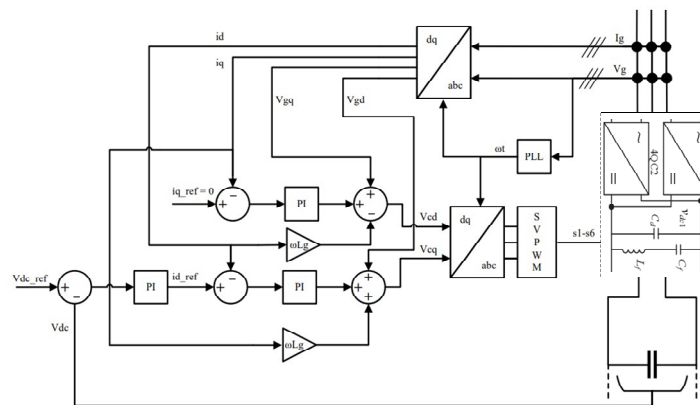 id
dq
Ig
iq
Vg
Vgq
Vgd
abc
ωt
PLL
4QC2
iq_ref = 0
PI
Vcd
dq
S
V
P
W
M
s1-s6
Vdc1
Cd
ωLg
Vcq
abc
Lf
Cf
Vdc_ref
PI
id_ref
PI
Vdc
ωLg